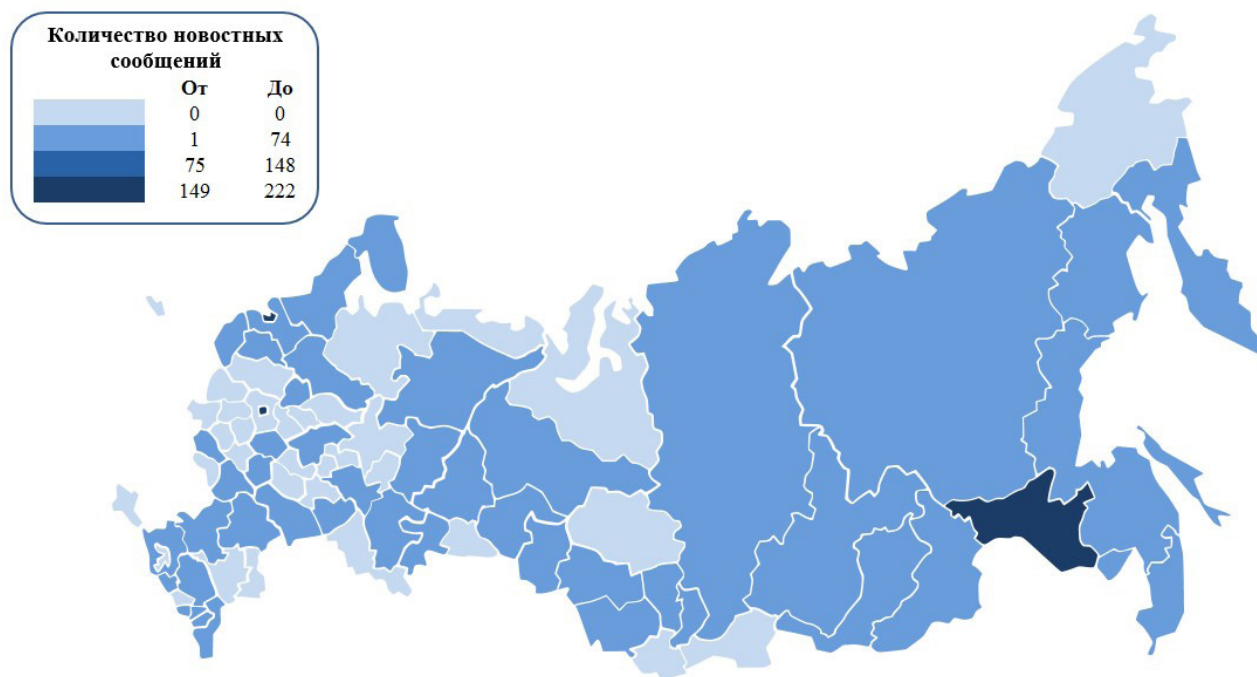 Количество новостных
сообщений
От До
0 0
1 74
75 148
149 222